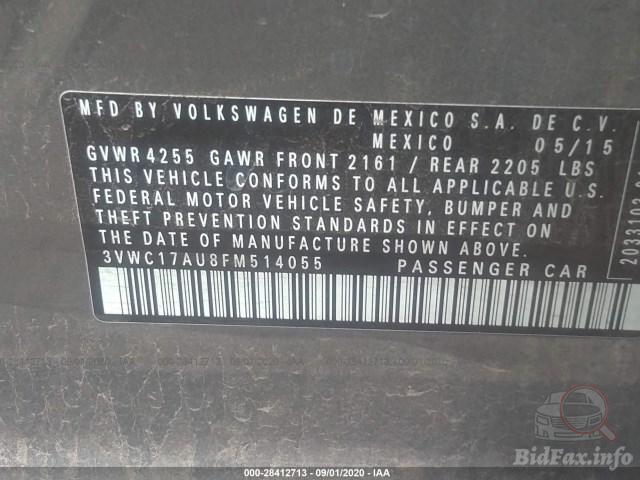 MFD BY VOLKSWAGEN DE MEXICO S.A. DE C.V.
MEXICO 05/15
GVWR 4255 GAWR FRONT 2161 / REAR 2205 LBS
THIS VEHICLE CONFORMS TO ALL APPLICABLE U.S.
FEDERAL MOTOR VEHICLE SAFETY, BUMPER AND
THEFT PREVENTION STANDARDS IN EFFECT ON
THE DATE OF MANUFACTURE SHOWN ABOVE.
3VWC17AU8FM514055 PASSENGER CAR
000-28412713 - 09/01/2020 - IAA
BidFax.info